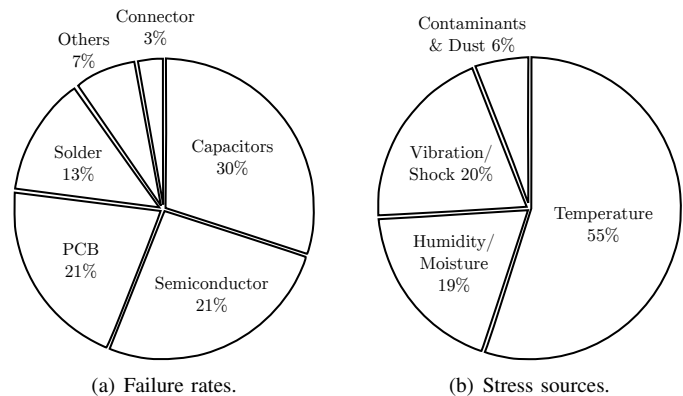 Connector
3%
Others
7%
Capacitors
30%
Solder
13%
PCB
21%
Semiconductor
21%
(a) Failure rates.
Contaminants
& Dust 6%
Vibration/
Shock 20%
Temperature
55%
Humidity/
Moisture
19%
(b) Stress sources.